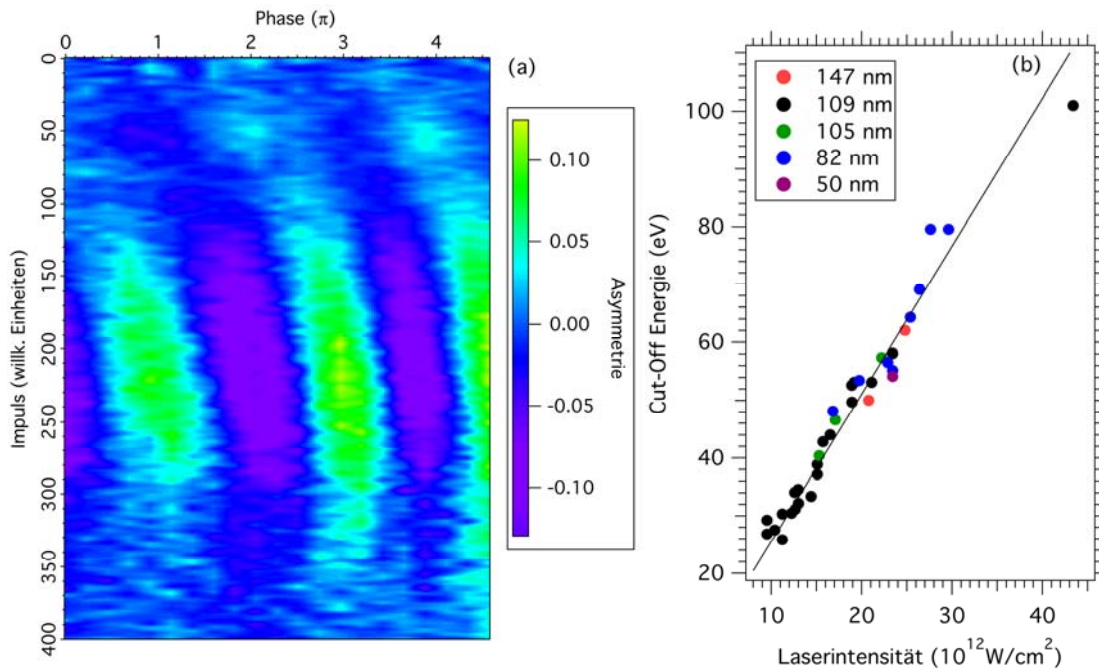 Phase (π)
0 1 2 3 4
0
50
100
150
200
250
300
350
400
Impuls (willk. Einheiten)
(a)
0.10
0.05
0.00
-0.05
-0.10
Asymmetrie
(b)
147 nm
109 nm
105 nm
82 nm
50 nm
100
80
60
40
20
Cut-Off Energie (eV)
10 20 30 40
Laserintensität (10¹²W/cm²)